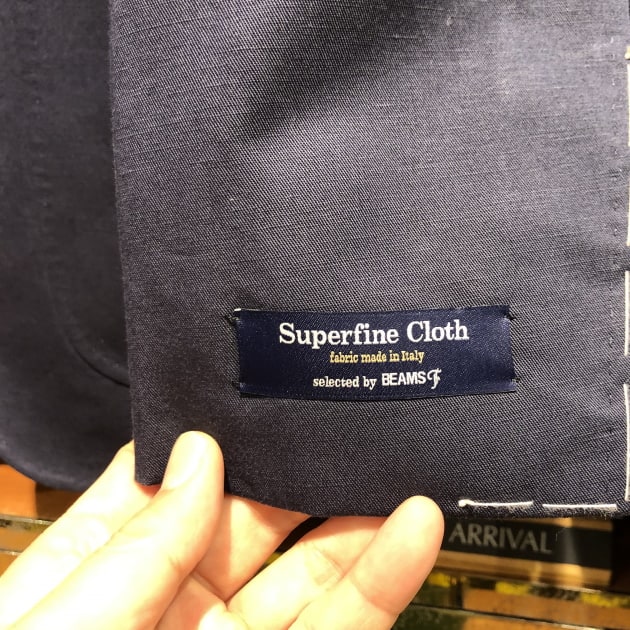 Superfine Cloth
fabric made in Italy
selected by BEAMS F
ARRIVAL